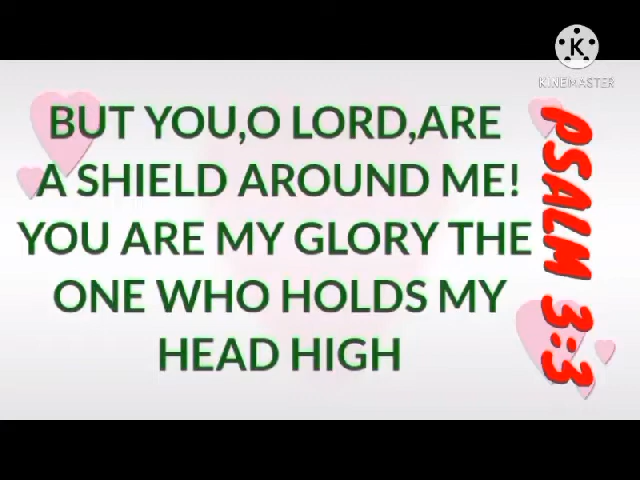 KINEMASTER
BUT YOU,O LORD,ARE
A SHIELD AROUND ME!
YOU ARE MY GLORY THE
ONE WHO HOLDS MY
HEAD HIGH
PSALM 3:3